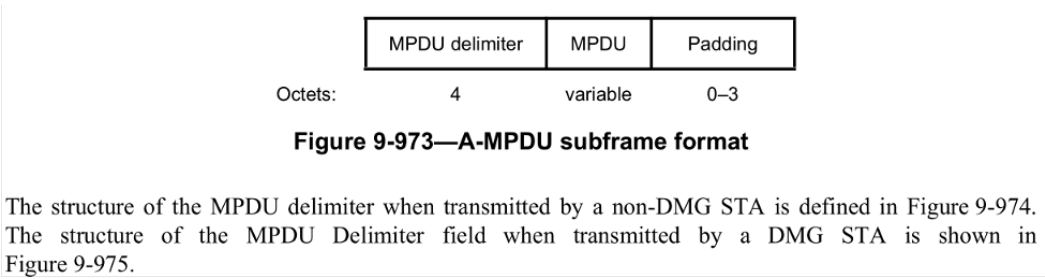 MPDU delimiter MPDU Padding
Octets: 4 variable 0–3
Figure 9-973—A-MPDU subframe format
The structure of the MPDU delimiter when transmitted by a non-DMG STA is defined in Figure 9-974.
The structure of the MPDU Delimiter field when transmitted by a DMG STA is shown in
Figure 9-975.